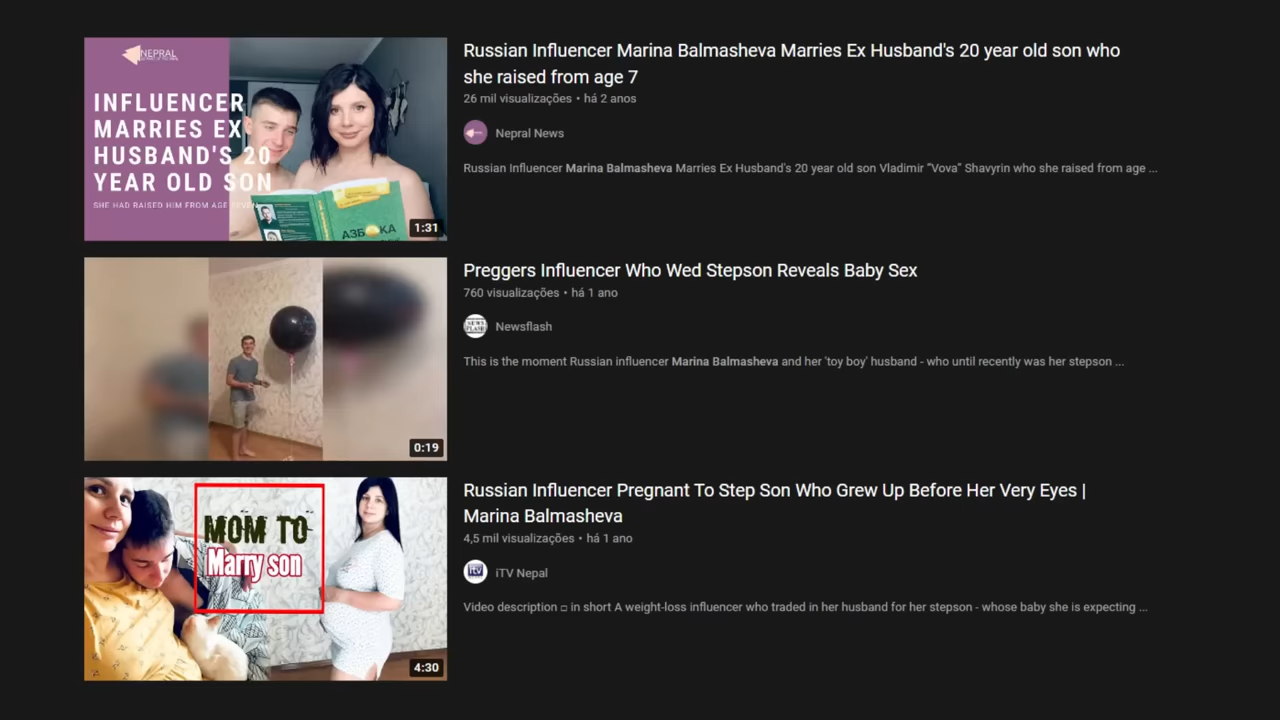 NEPRAL
INFLUENCER
MARRIES EX
HUSBAND'S 20
YEAR OLD SON
SHE HAD RAISED HIM FROM AGE SEVEN
АЗБ КА
1:31
Russian Influencer Marina Balmasheva Marries Ex Husband's 20 year old son who
she raised from age 7
26 mil visualizações • há 2 anos
Nepral News
Russian Influencer Marina Balmasheva Marries Ex Husband's 20 year old son Vladimir “Vova” Shavyrin who she raised from age ...
0:19
Preggers Influencer Who Wed Stepson Reveals Baby Sex
760 visualizações • há 1 ano
NEWS
FLASH
Newsflash
This is the moment Russian influencer Marina Balmasheva and her 'toy boy' husband - who until recently was her stepson ...
MOM TO
Marry son
4:30
Russian Influencer Pregnant To Step Son Who Grew Up Before Her Very Eyes |
Marina Balmasheva
4,5 mil visualizações • há 1 ano
itv
iTV Nepal
Video description □ in short A weight-loss influencer who traded in her husband for her stepson - whose baby she is expecting ...